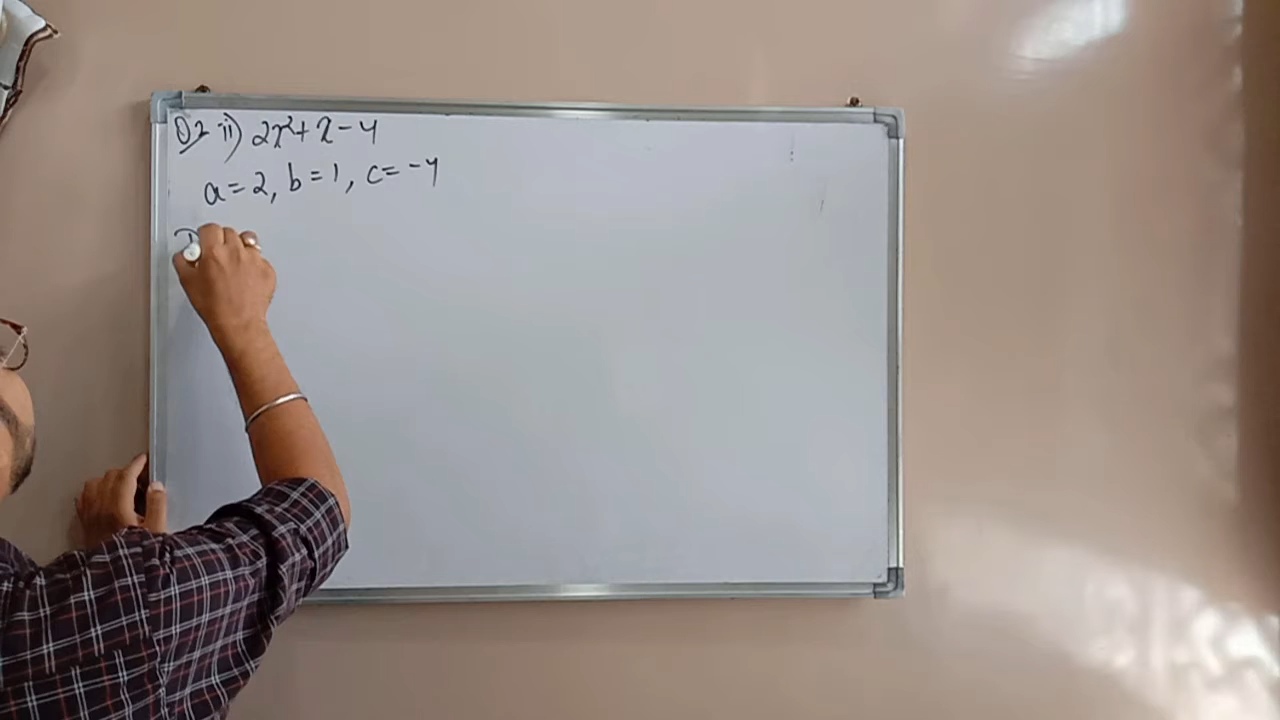 Q2 ii) 2x²+x-4
a=2, b=1, c=-4
D